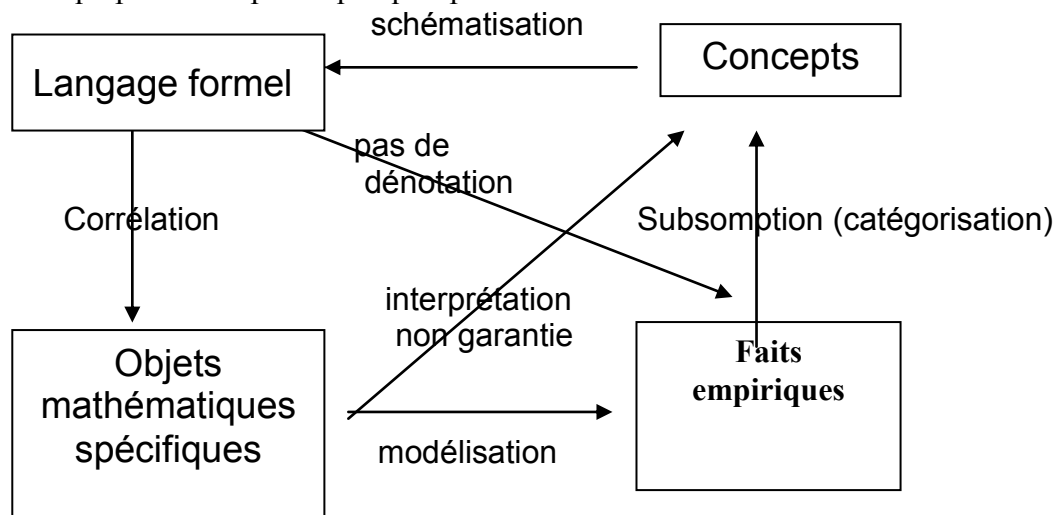 schématisation
Langage formel
Concepts
pas de
dénotation
Corrélation
Subsomption (catégorisation)
interprétation
non garantie
Objets
mathématiques
spécifiques
Faits
empiriques
modélisation